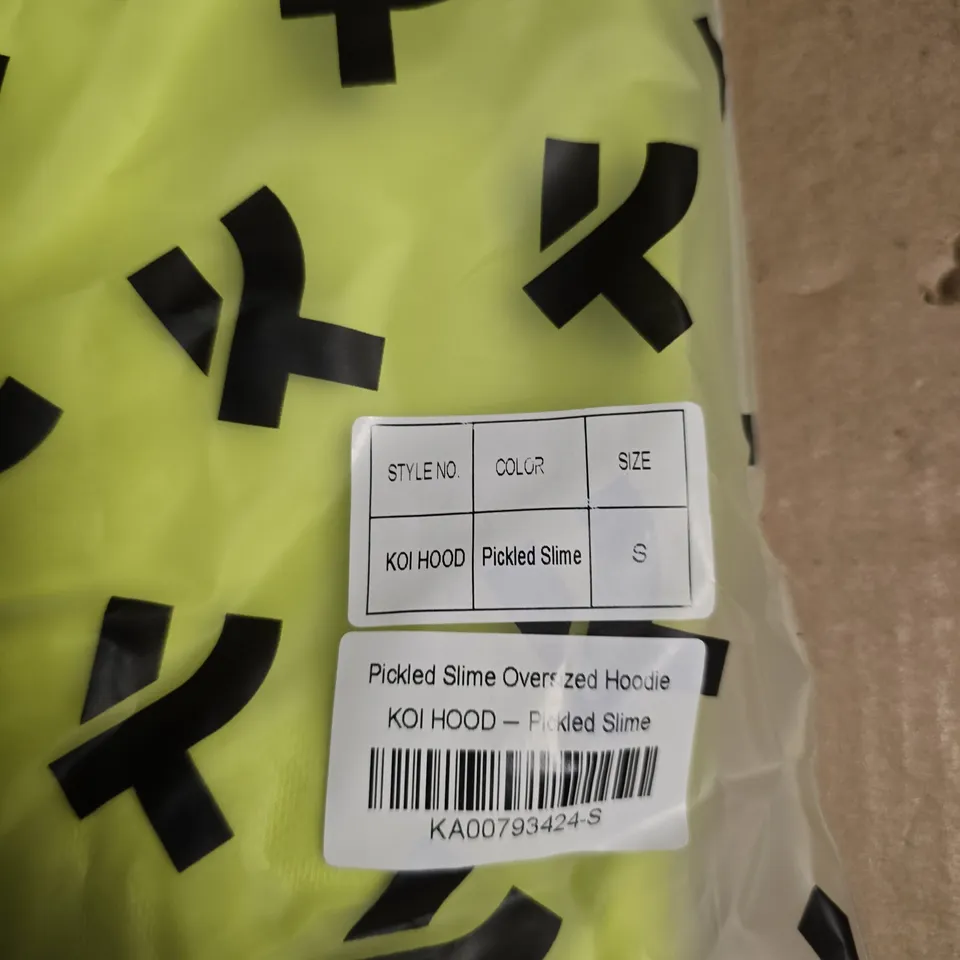 STYLE NO. COLOR SIZE
KOI HOOD Pickled Slime S
Pickled Slime Oversized Hoodie
KOI HOOD — Pickled Slime
KA00793424-S